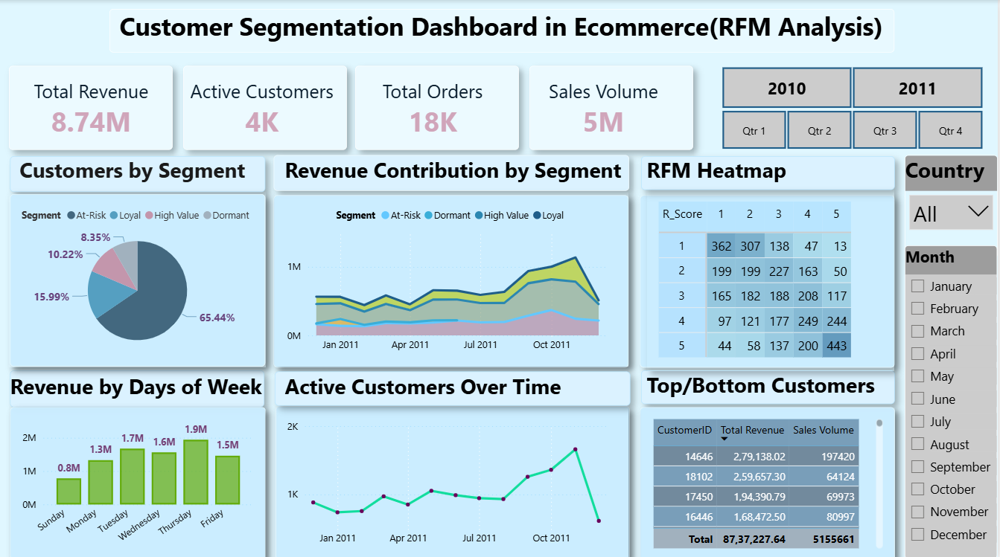 Customer Segmentation Dashboard in Ecommerce(RFM Analysis)
Total Revenue
8.74M
Active Customers
4K
Total Orders
18K
Sales Volume
5M
2010 2011
Qtr 1 Qtr 2 Qtr 3 Qtr 4
Customers by Segment
Segment At-Risk Loyal High Value Dormant
8.35%
10.22%
15.99%
65.44%
Revenue Contribution by Segment
Segment At-Risk Dormant High Value Loyal
1M
0M
Jan 2011 Apr 2011 Jul 2011 Oct 2011
RFM Heatmap
R_Score 1 2 3 4 5
1 362 307 138 47 13
2 199 199 227 163 50
3 165 182 188 208 117
4 97 121 177 249 244
5 44 58 137 200 443
Country
All
Month
January
February
March
April
May
June
July
August
September
October
November
December
Revenue by Days of Week
2M
1M
0M
0.8M 1.3M 1.7M 1.6M 1.9M 1.5M
Sunday Monday Tuesday Wednesday Thursday Friday
Active Customers Over Time
2K
1K
Jan 2011 Apr 2011 Jul 2011 Oct 2011
Top/Bottom Customers
CustomerID Total Revenue Sales Volume
14646 2,79,138.02 197420
18102 2,59,657.30 64124
17450 1,94,390.79 69973
16446 1,68,472.50 80997
Total 87,37,227.64 5155661